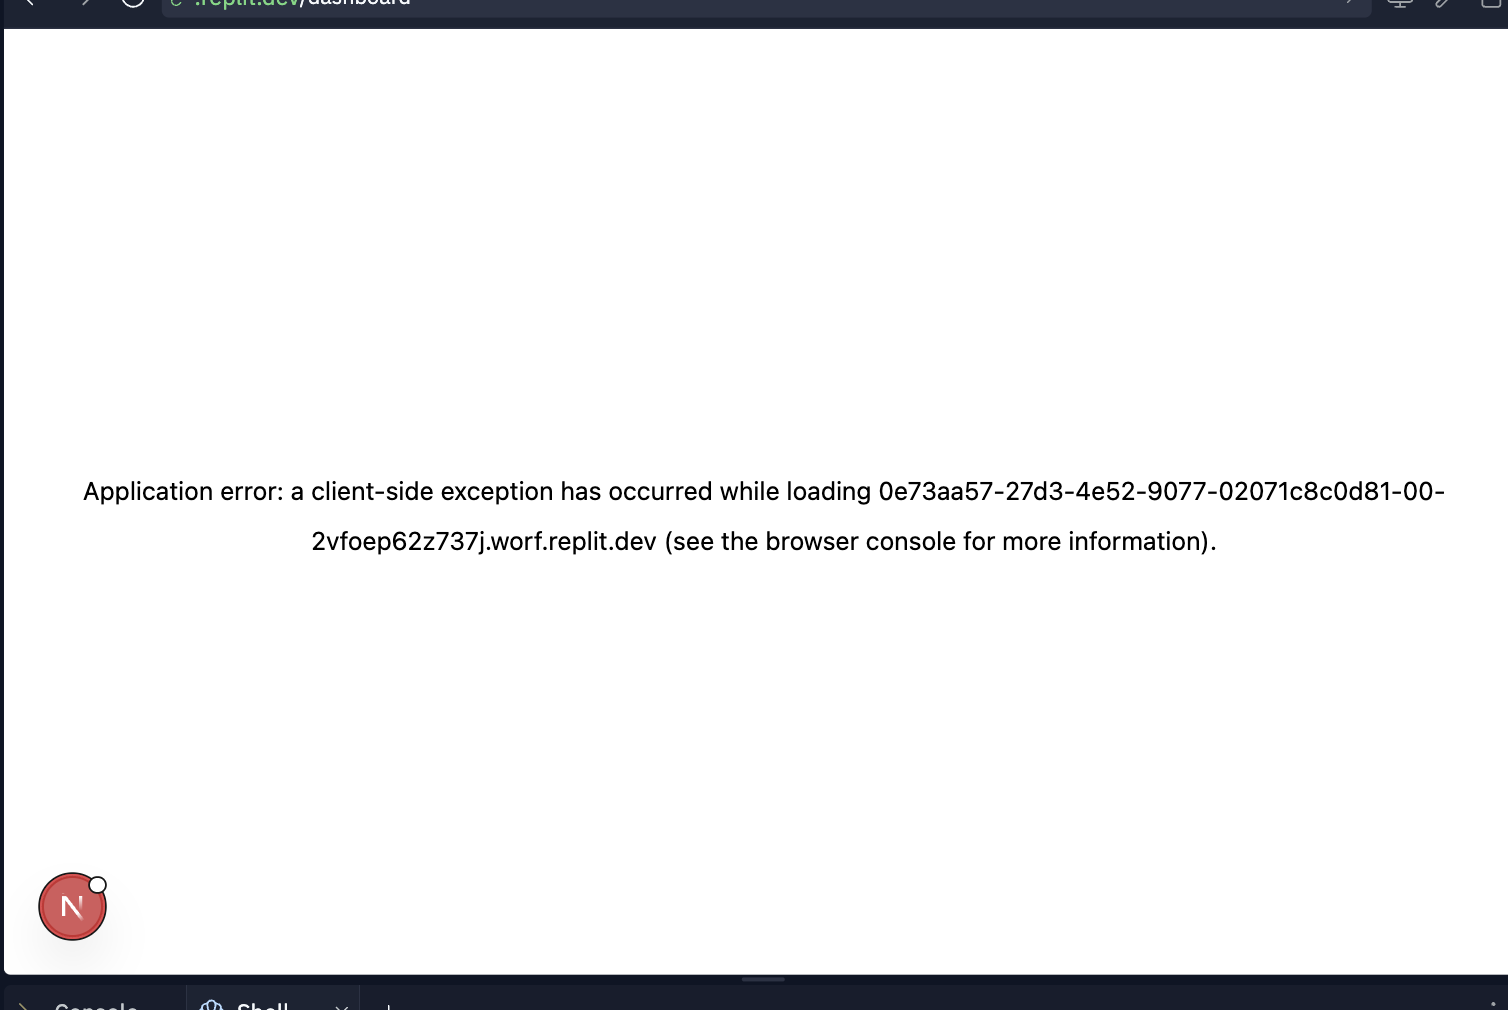 .replit.dev/dashboard
Application error: a client-side exception has occurred while loading 0e73aa57-27d3-4e52-9077-02071c8c0d81-00-
2vfoep62z737j.worf.replit.dev (see the browser console for more information).
N
Console
Shell